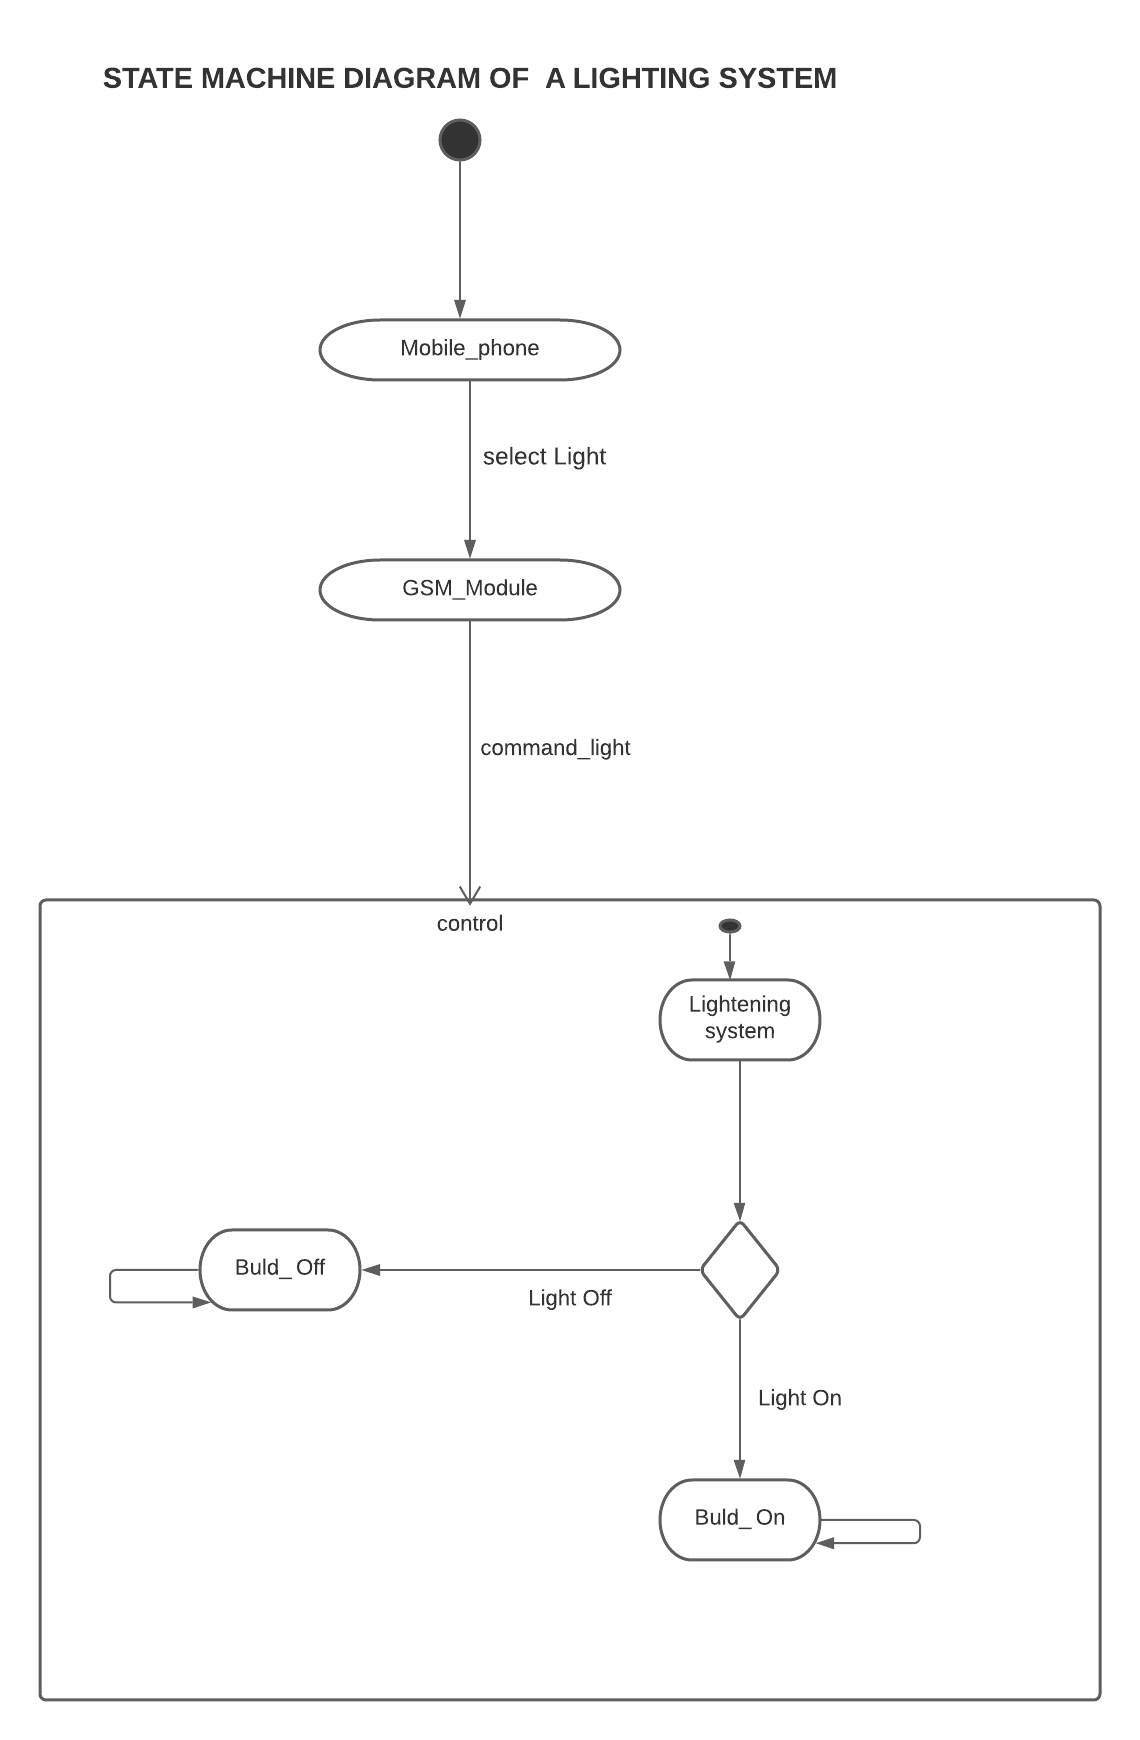 STATE MACHINE DIAGRAM OF  A LIGHTING SYSTEM
Mobile_phone
select Light
GSM_Module
command_light
control
Lightening
system
Buld_ Off
Light Off
Light On
Buld_ On